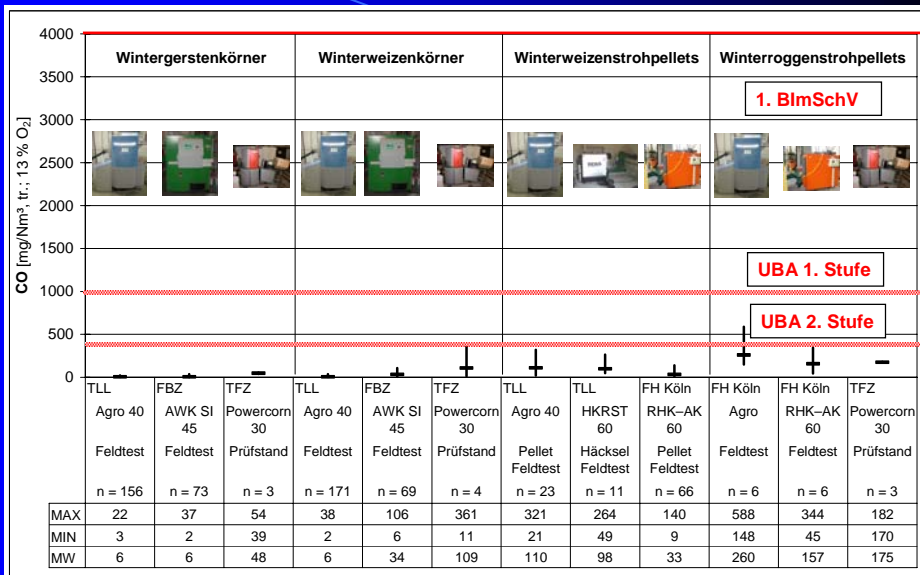 CO [mg/Nm³, tr.; 13 % O₂]
4000
3500
3000
2500
2000
1500
1000
500
0
Wintergerstenkörner Winterweizenkörner Winterweizenstrohpellets Winterroggenstrohpellets
1. BImSchV
UBA 1. Stufe
UBA 2. Stufe
TLL FBZ TFZ TLL FBZ TFZ TLL TLL FH Köln FH Köln FH Köln TFZ
Agro 40 AWK SI Powercorn Agro 40 AWK SI Powercorn Agro 40 HKRST RHK–AK Agro RHK–AK Powercorn
45 30 45 30 60 60 60 30
Pellet Häcksel Pellet
Feldtest Feldtest Prüfstand Feldtest Feldtest Prüfstand Feldtest Feldtest Feldtest Feldtest Feldtest Prüfstand
n = 156 n = 73 n = 3 n = 171 n = 69 n = 4 n = 23 n = 11 n = 66 n = 6 n = 6 n = 3
MAX 22 37 54 38 106 361 321 264 140 588 344 182
MIN 3 2 39 2 6 11 21 49 9 148 45 170
MW 6 6 48 6 34 109 110 98 33 260 157 175